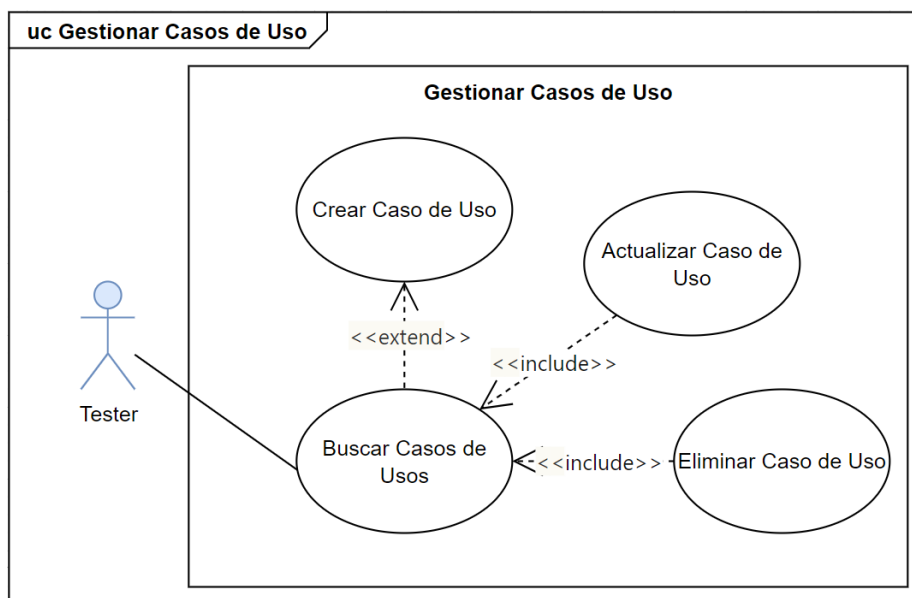 uc Gestionar Casos de Uso
Gestionar Casos de Uso
Crear Caso de Uso
Actualizar Caso de
Uso
<<extend>>
<<include>>
Tester
Buscar Casos de
Usos
<<include>>
Eliminar Caso de Uso